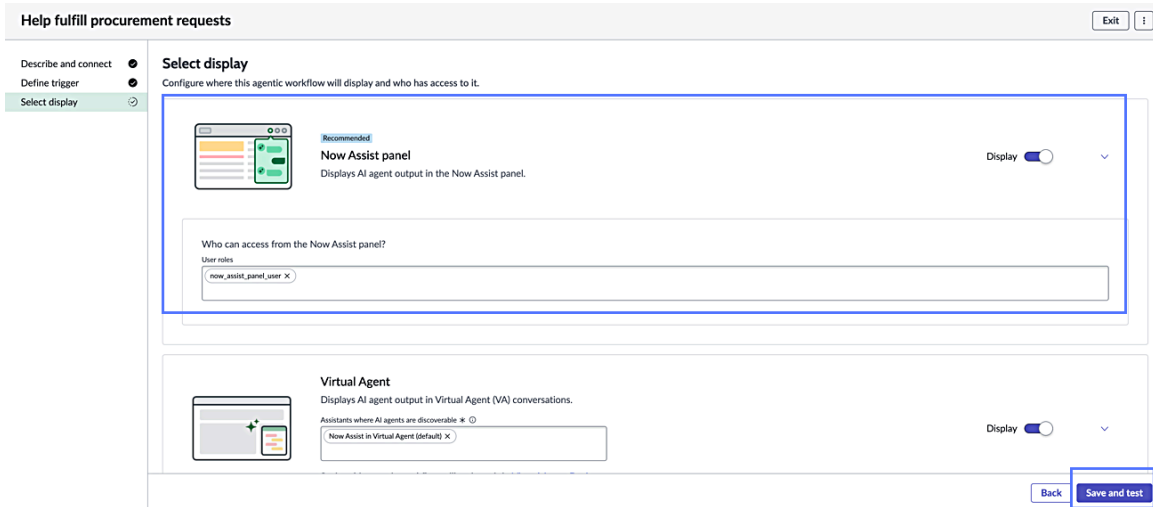 Help fulfill procurement requests
Exit
Describe and connect
Define trigger
Select display
Select display
Configure where this agentic workflow will display and who has access to it.
Recommended
Now Assist panel
Displays AI agent output in the Now Assist panel.
Display
Who can access from the Now Assist panel?
User roles
now_assist_panel_user ×
Virtual Agent
Displays AI agent output in Virtual Agent (VA) conversations.
Assistants where AI agents are discoverable *
Now Assist in Virtual Agent (default) ×
Display
Back
Save and test